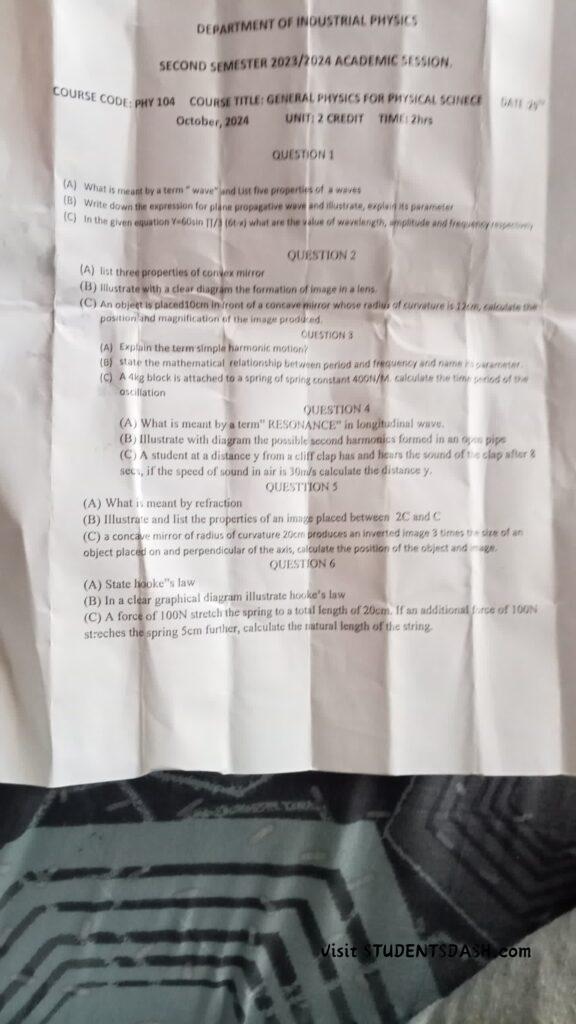 DEPARTMENT OF INDUSTRIAL PHYSICS
SECOND SEMESTER 2023/2024 ACADEMIC SESSION.
COURSE CODE: PHY 104 COURSE TITLE: GENERAL PHYSICS FOR PHYSICAL SCINECE DATE 29TH
October, 2024 UNIT: 2 CREDIT TIME: 2hrs
QUESTION 1
(A) What is meant by a term " wave" and List five properties of a waves
(B) Write down the expression for plane propagative wave and illustrate, explain its parameter
(C) In the given equation Y=60sin ∏/3 (6t-x) what are the value of wavelength, amplitude and frequency respectively
QUESTION 2
(A) list three properties of convex mirror
(B) Illustrate with a clear diagram the formation of image in a lens.
(C) An object is placed10cm in front of a concave mirror whose radius of curvature is 12cm, calculate the
position and magnification of the image produced.
QUESTION 3
(A) Explain the term simple harmonic motion?
(B) state the mathematical relationship between period and frequency and name its parameter.
(C) A 4kg block is attached to a spring of spring constant 400N/M. calculate the time period of the
oscillation
QUESTION 4
(A) What is meant by a term" RESONANCE" in longitudinal wave.
(B) Illustrate with diagram the possible second harmonics formed in an open pipe
(C) A student at a distance y from a cliff clap has and hears the sound of the clap after 8
secs, if the speed of sound in air is 30m/s calculate the distance y.
QUESTTION 5
(A) What is meant by refraction
(B) Illustrate and list the properties of an image placed between 2C and C
(C) a concave mirror of radius of curvature 20cm produces an inverted image 3 times the size of an
object placed on and perpendicular of the axis, calculate the position of the object and image.
QUESTION 6
(A) State hooke"s law
(B) In a clear graphical diagram illustrate hooke's law
(C) A force of 100N stretch the spring to a total length of 20cm. If an additional force of 100N
streches the spring 5cm further, calculate the natural length of the string.
Visit STUDENTSDASH.com